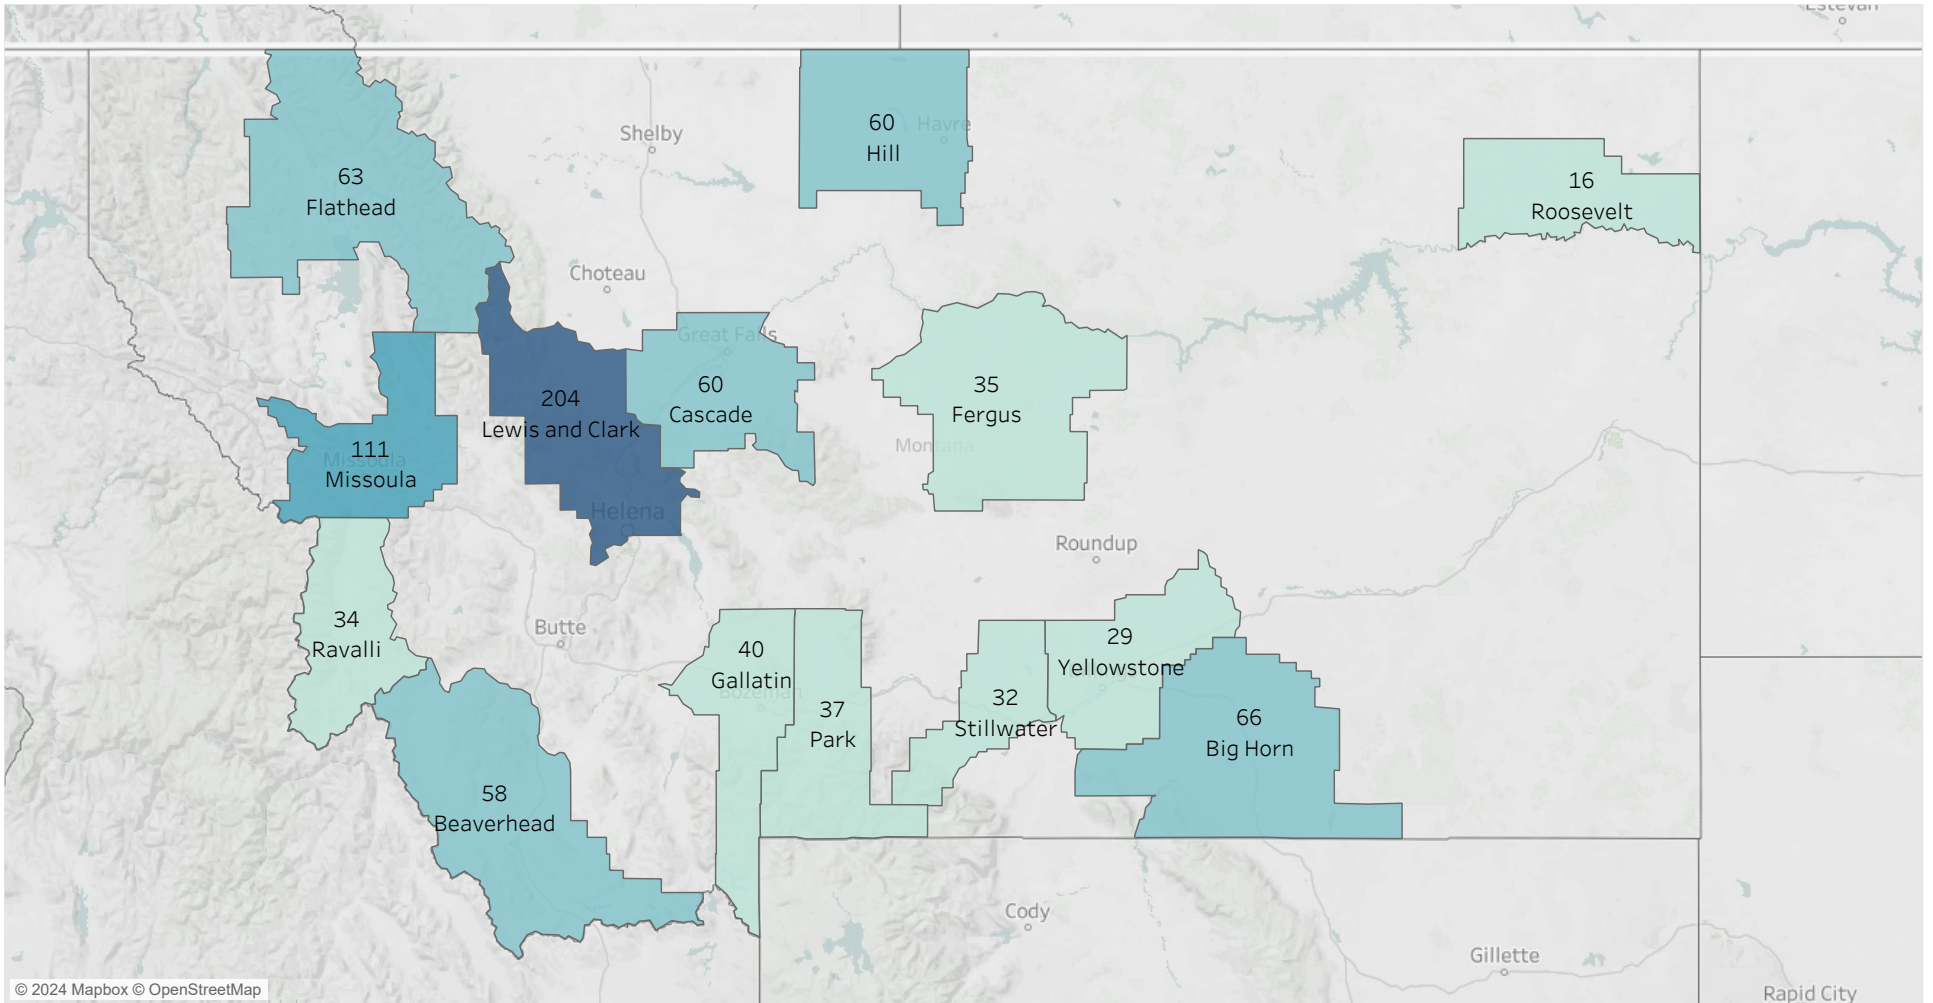 Estevan
60
Havre
Hill
Shelby
63
Flathead
16
Roosevelt
Choteau
Great Falls
204
Lewis and Clark
60
Cascade
35
Fergus
Montana
111
Missoula
Missoula
Helena
Roundup
34
Ravalli
Butte
40
Gallatin
Bozeman
37
Park
29
Yellowstone
32
Stillwater
66
Big Horn
58
Beaverhead
Cody
Gillette
Rapid City
© 2024 Mapbox © OpenStreetMap